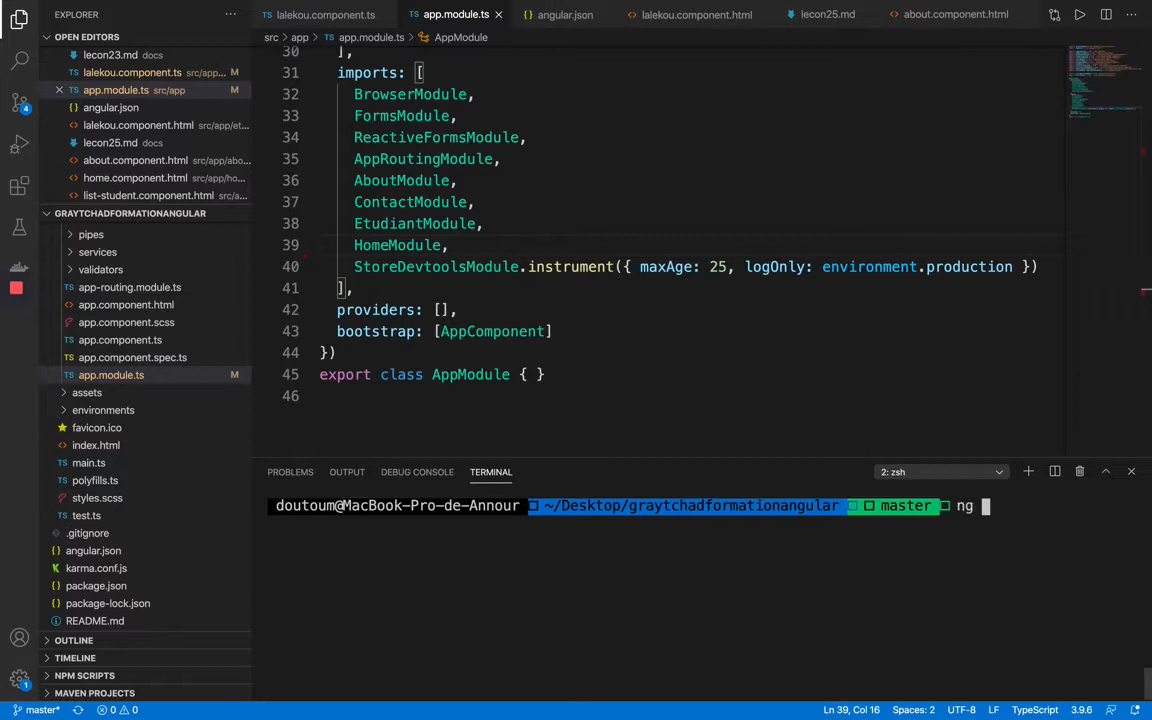 EXPLORER
lalekou.component.ts
app.module.ts
angular.json
lalekou.component.html
lecon25.md
about.component.html
OPEN EDITORS
src > app > app.module.ts > AppModule
lecon23.md docs
lalekou.component.ts src/app... M
app.module.ts src/app M
angular.json
lalekou.component.html src/app/et...
lecon25.md docs
about.component.html src/app/abo...
home.component.html src/app/ho...
list-student.component.html src/a...
GRAYTCHADFORMATIONANGULAR
pipes
services
validators
app-routing.module.ts
app.component.html
app.component.scss
app.component.ts
app.component.spec.ts
app.module.ts M
assets
environments
favicon.ico
index.html
main.ts
polyfills.ts
styles.scss
test.ts
.gitignore
angular.json
karma.conf.js
package.json
package-lock.json
README.md
OUTLINE
TIMELINE
NPM SCRIPTS
MAVEN PROJECTS
30 ],
31 imports: [
32 BrowserModule,
33 FormsModule,
34 ReactiveFormsModule,
35 AppRoutingModule,
36 AboutModule,
37 ContactModule,
38 EtudiantModule,
39 HomeModule,
40 StoreDevtoolsModule.instrument({ maxAge: 25, logOnly: environment.production })
41 ],
42 providers: [],
43 bootstrap: [AppComponent]
44 })
45 export class AppModule { }
46
PROBLEMS OUTPUT DEBUG CONSOLE TERMINAL 2: zsh
doutoum@MacBook-Pro-de-Annour ~/Desktop/graytchadformationangular master ng
4
1
master* 0 0 Ln 39, Col 16 Spaces: 2 UTF-8 LF TypeScript 3.9.6